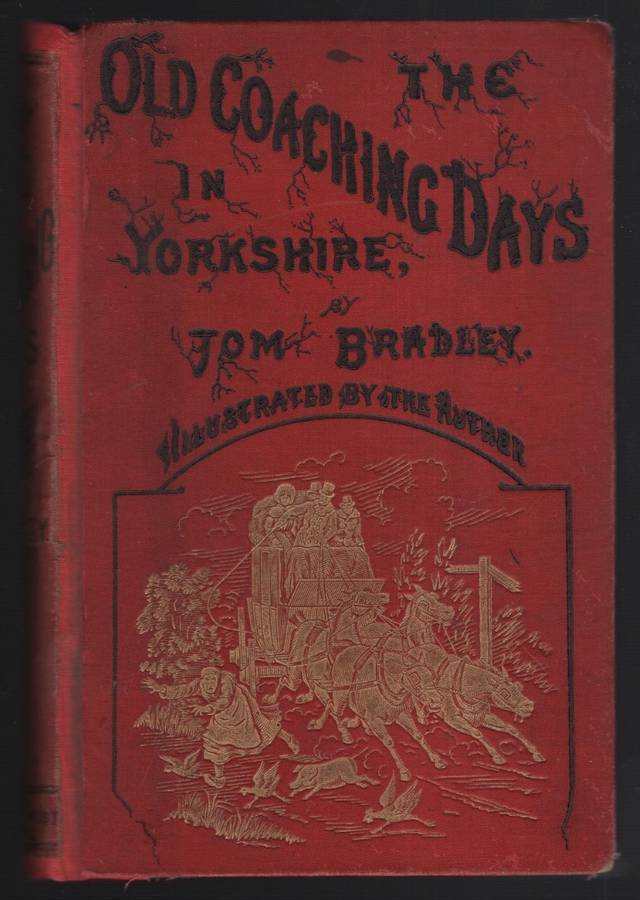 THE
OLD COACHING DAYS
IN
YORKSHIRE,
BY
TOM BRADLEY.
ILLUSTRATED BY THE AUTHOR